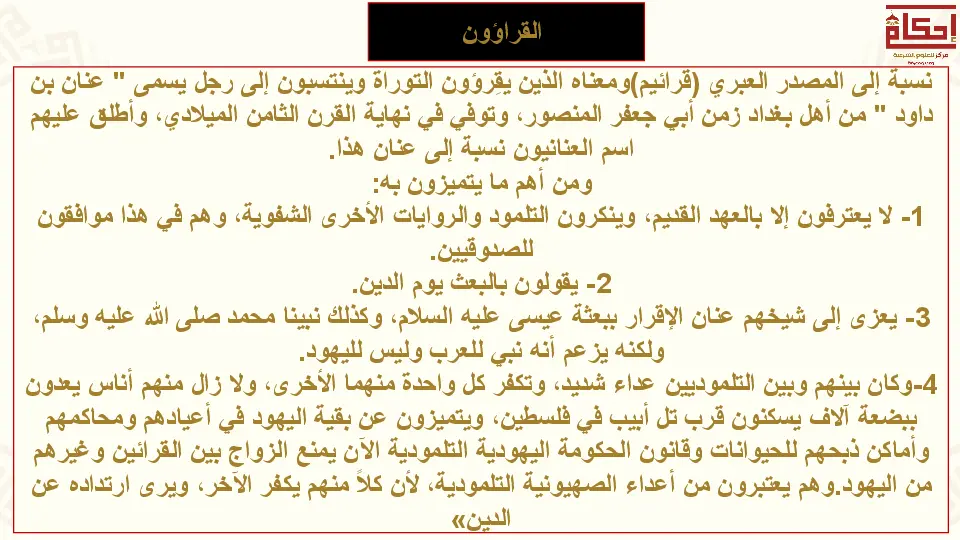 القراؤون
إحكام
مركز للعلوم الشرعية
نسبة إلى المصدر العبري (قرائيم)ومعناه الذين يقرؤون التوراة وينتسبون إلى رجل يسمى " عنان بن
داود " من أهل بغداد زمن أبي جعفر المنصور، وتوفي في نهاية القرن الثامن الميلادي، وأطلق عليهم
اسم العنانيون نسبة إلى عنان هذا.
ومن أهم ما يتميزون به:
1- لا يعترفون إلا بالعهد القديم، وينكرون التلمود والروايات الأخرى الشفوية، وهم في هذا موافقون
للصدوقيين.
2- يقولون بالبعث يوم الدين.
3- يعزى إلى شيخهم عنان الإقرار ببعثة عيسى عليه السلام، وكذلك نبينا محمد صلى الله عليه وسلم،
ولكنه يزعم أنه نبي للعرب وليس لليهود.
4-وكان بينهم وبين التلموديين عداء شديد، وتكفر كل واحدة منهما الأخرى، ولا زال منهم أناس يعدون
ببضعة آلاف يسكنون قرب تل أبيب في فلسطين، ويتميزون عن بقية اليهود في أعيادهم ومحاكمهم
وأماكن ذبحهم للحيوانات وقانون الحكومة اليهودية التلمودية الآن يمنع الزواج بين القرائين وغيرهم
من اليهود.وهم يعتبرون من أعداء الصهيونية التلمودية، لأن كلاً منهم يكفر الآخر، ويرى ارتداده عن
الدين»